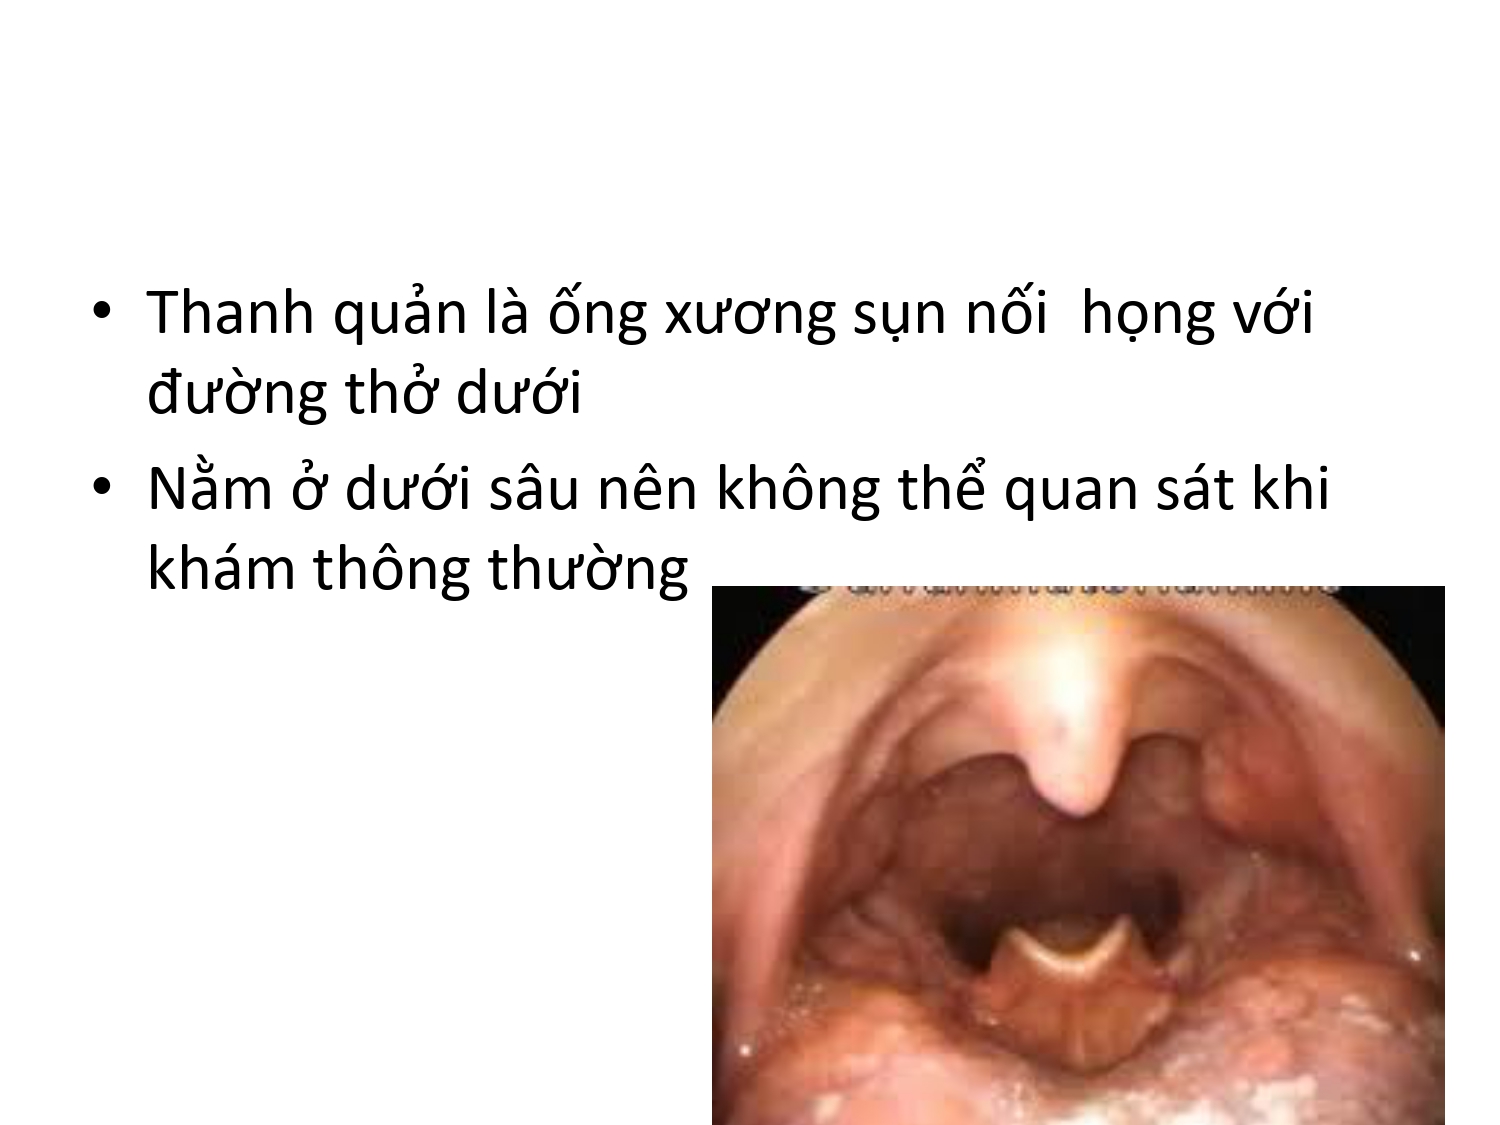 • Thanh quản là ống xương sụn nối  họng với
đường thở dưới
• Nằm ở dưới sâu nên không thể quan sát khi
khám thông thường